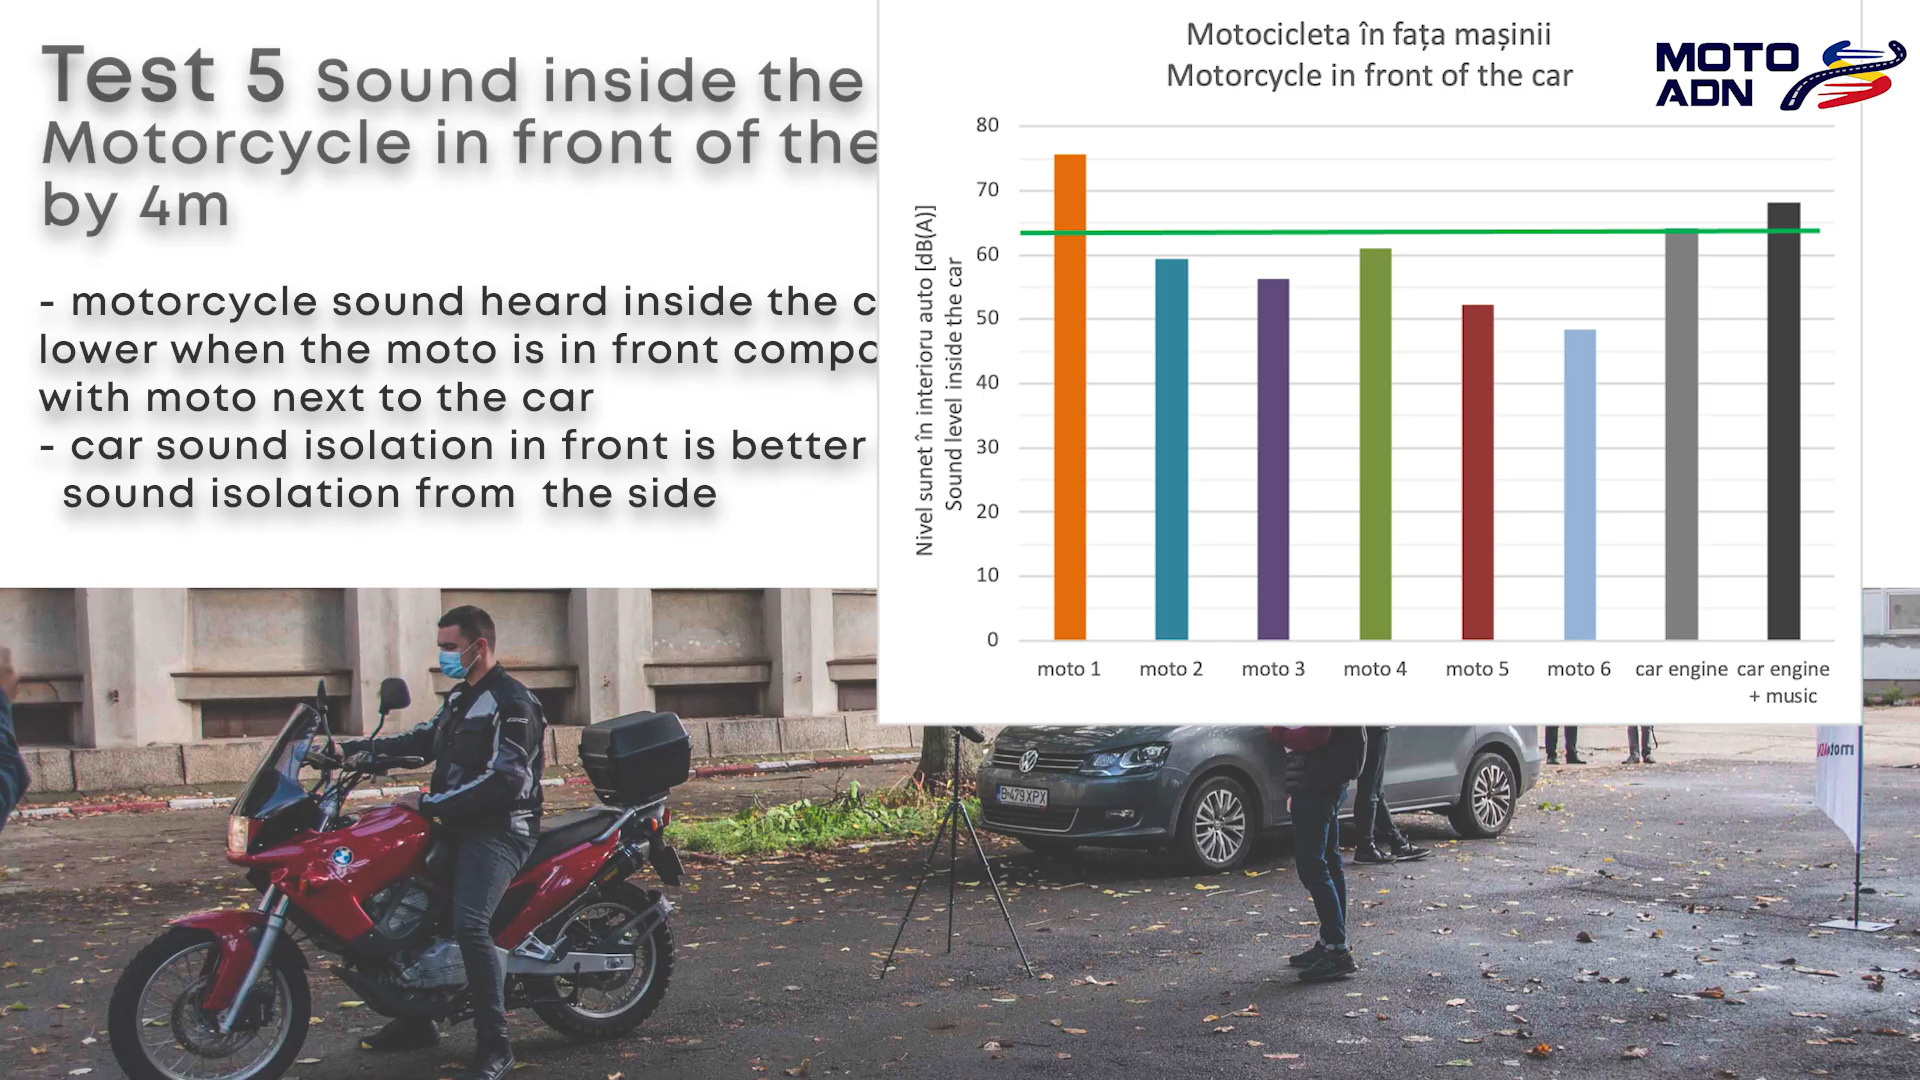 Test 5 Sound inside the
Motorcycle in front of the
by 4m
- motorcycle sound heard inside the
lower when the moto is in front
with moto next to the car
- car sound isolation in front is better
sound isolation from the side
Motocicleta în fața mașinii
Motorcycle in front of the car
MOTO
ADN
Nivel sunet în interioru auto [dB(A)]
Sound level inside the car
80
70
60
50
40
30
20
10
0
moto 1
moto 2
moto 3
moto 4
moto 5
moto 6
car engine
car engine
+ music
B 479 XPX